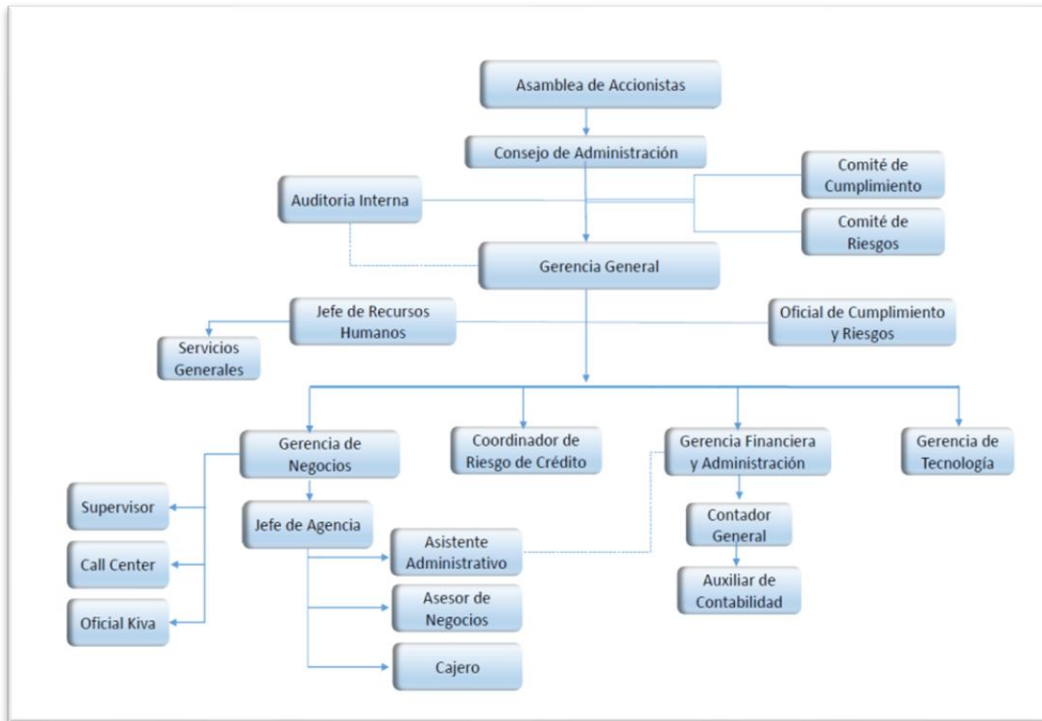 Asamblea de Accionistas
Consejo de Administración
Auditoria Interna
Comité de
Cumplimiento
Comité de
Riesgos
Gerencia General
Jefe de Recursos
Humanos
Oficial de Cumplimiento
y Riesgos
Servicios
Generales
Gerencia de
Negocios
Coordinador de
Riesgo de Crédito
Gerencia Financiera
y Administración
Gerencia de
Tecnología
Supervisor
Call Center
Oficial Kiva
Jefe de Agencia
Asistente
Administrativo
Asesor de
Negocios
Cajero
Contador
General
Auxiliar de
Contabilidad